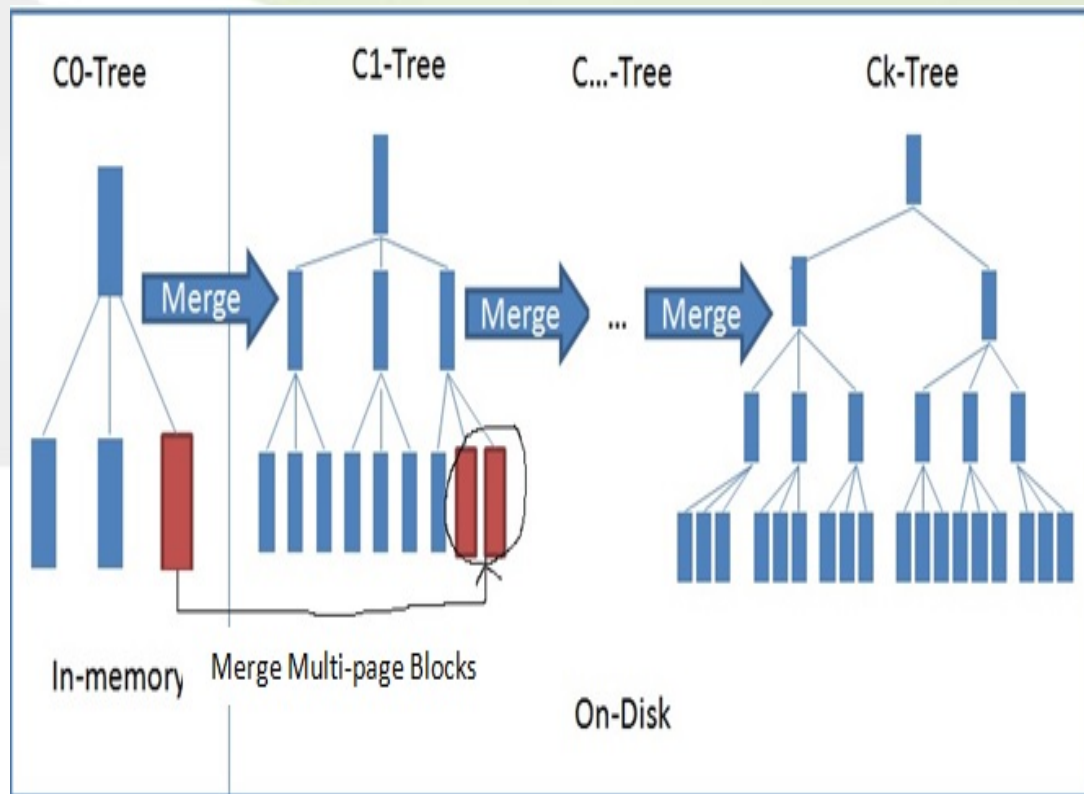 C0-Tree
C1-Tree
C...-Tree
Ck-Tree
Merge
Merge
...
Merge
In-memory
Merge Multi-page Blocks
On-Disk